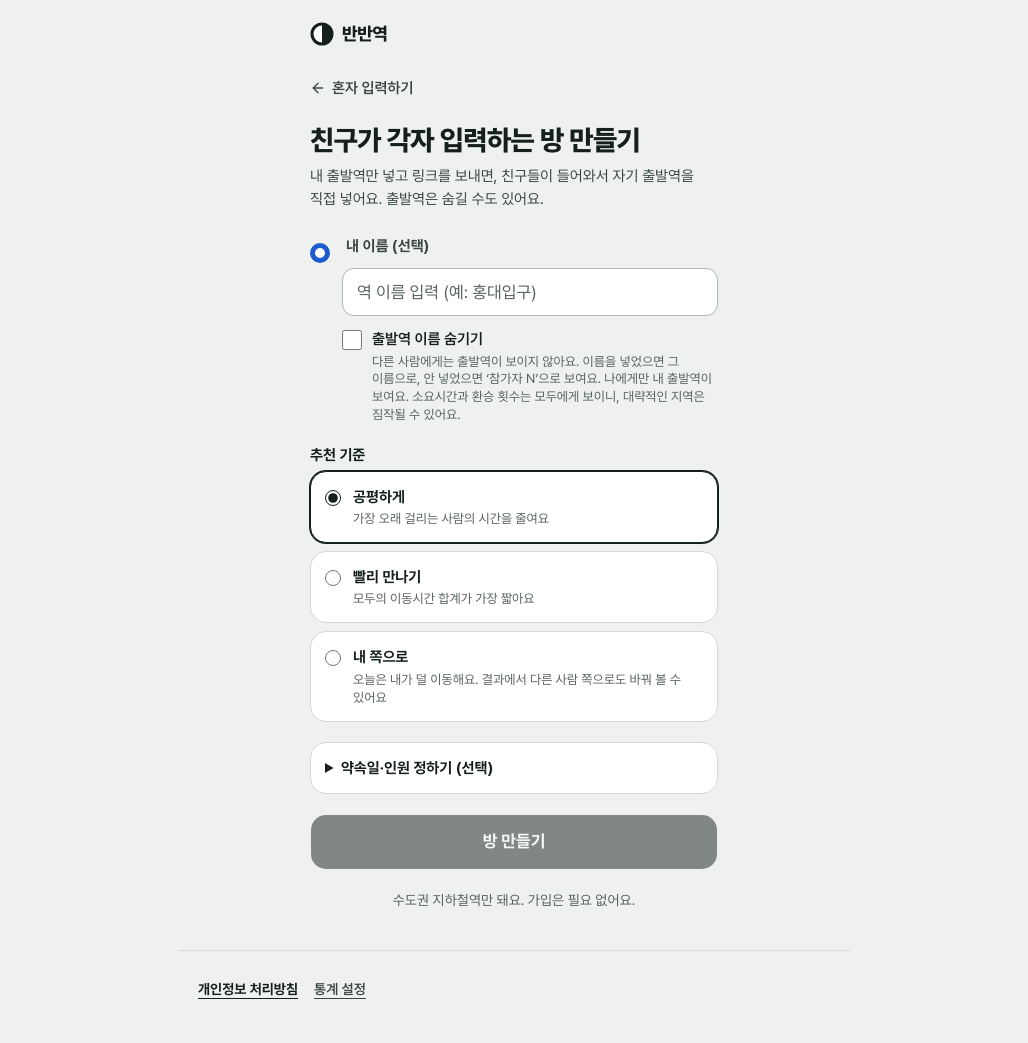 반반역
← 혼자 입력하기
친구가 각자 입력하는 방 만들기
내 출발역만 넣고 링크를 보내면, 친구들이 들어와서 자기 출발역을
직접 넣어요. 출발역은 숨길 수도 있어요.
내 이름 (선택)
역 이름 입력 (예: 홍대입구)
출발역 이름 숨기기
다른 사람에게는 출발역이 보이지 않아요. 이름을 넣었으면 그
이름으로, 안 넣었으면 ‘참가자 N’으로 보여요. 나에게만 내 출발역이
보여요. 소요시간과 환승 횟수는 모두에게 보이니, 대략적인 지역은
짐작될 수 있어요.
추천 기준
공평하게
가장 오래 걸리는 사람의 시간을 줄여요
빨리 만나기
모두의 이동시간 합계가 가장 짧아요
내 쪽으로
오늘은 내가 덜 이동해요. 결과에서 다른 사람 쪽으로도 바꿔 볼 수
있어요
▶ 약속일·인원 정하기 (선택)
방 만들기
수도권 지하철역만 돼요. 가입은 필요 없어요.
개인정보 처리방침 통계 설정